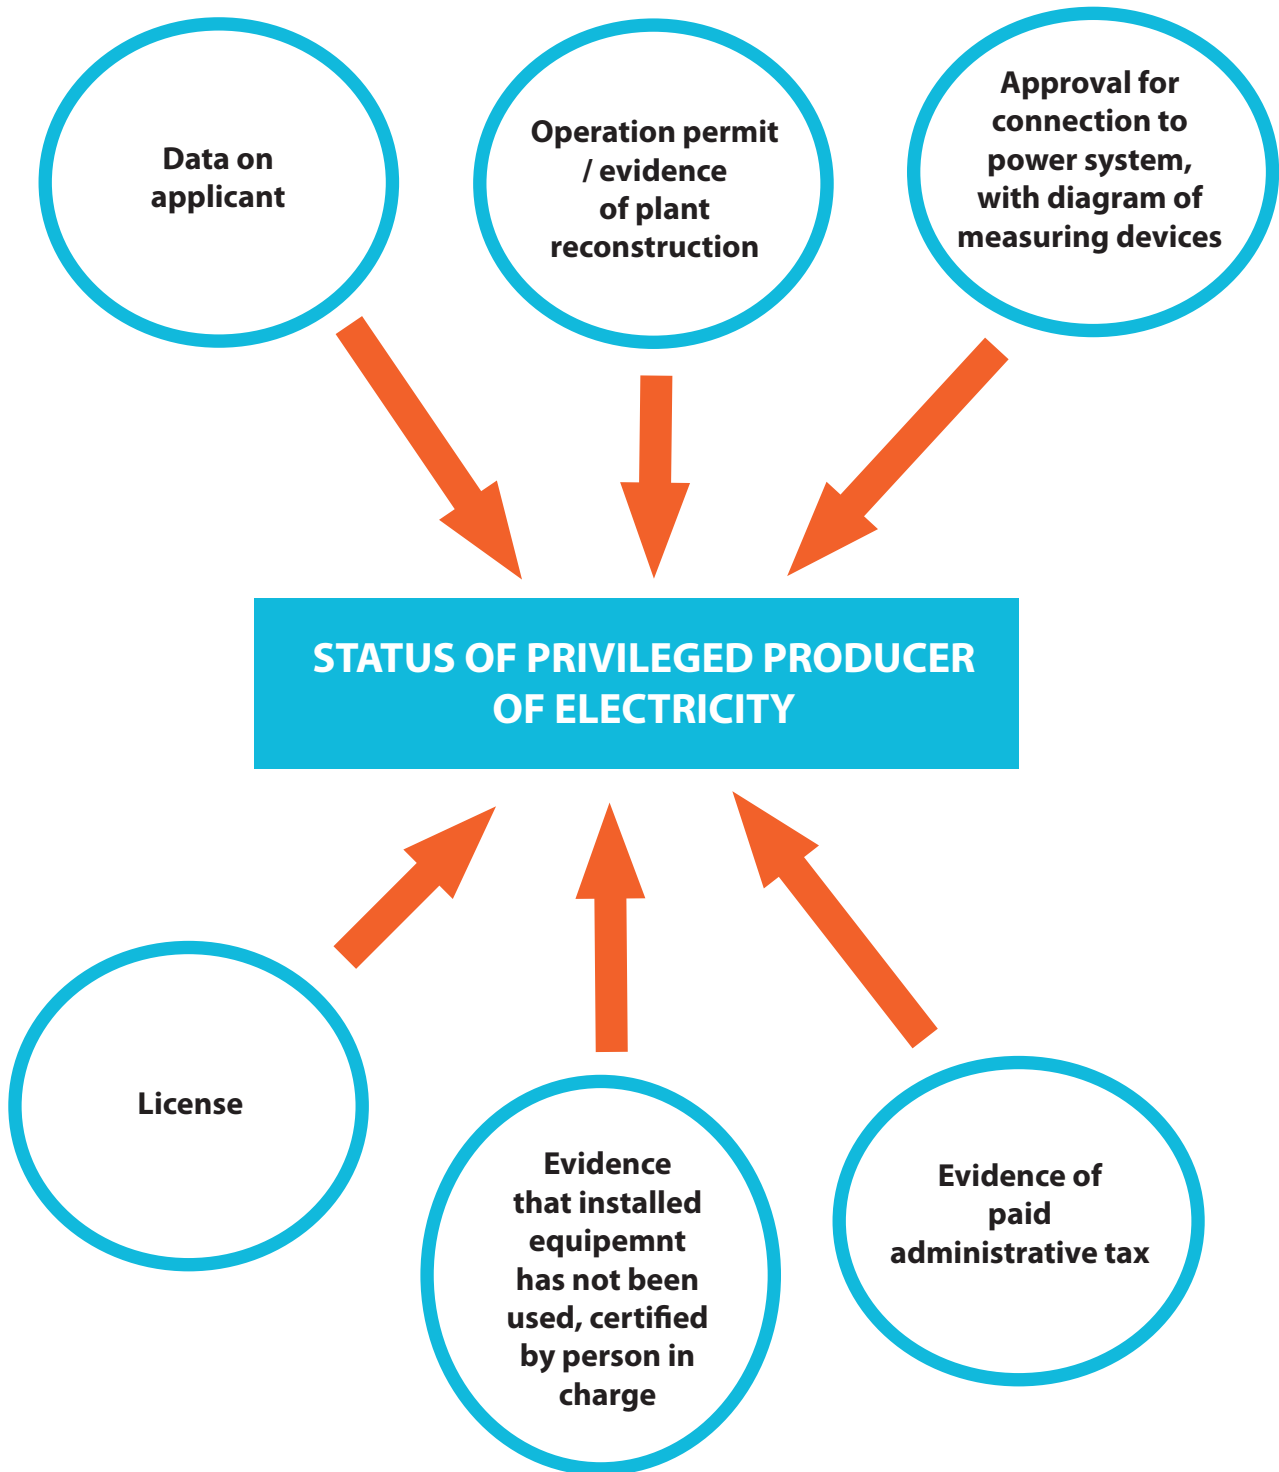 Data on
applicant
Operation permit
/ evidence
of plant
reconstruction
Approval for
connection to
power system,
with diagram of
measuring devices
STATUS OF PRIVILEGED PRODUCER
OF ELECTRICITY
License
Evidence
that installed
equipemnt
has not been
used, certified
by person in
charge
Evidence of
paid
administrative tax